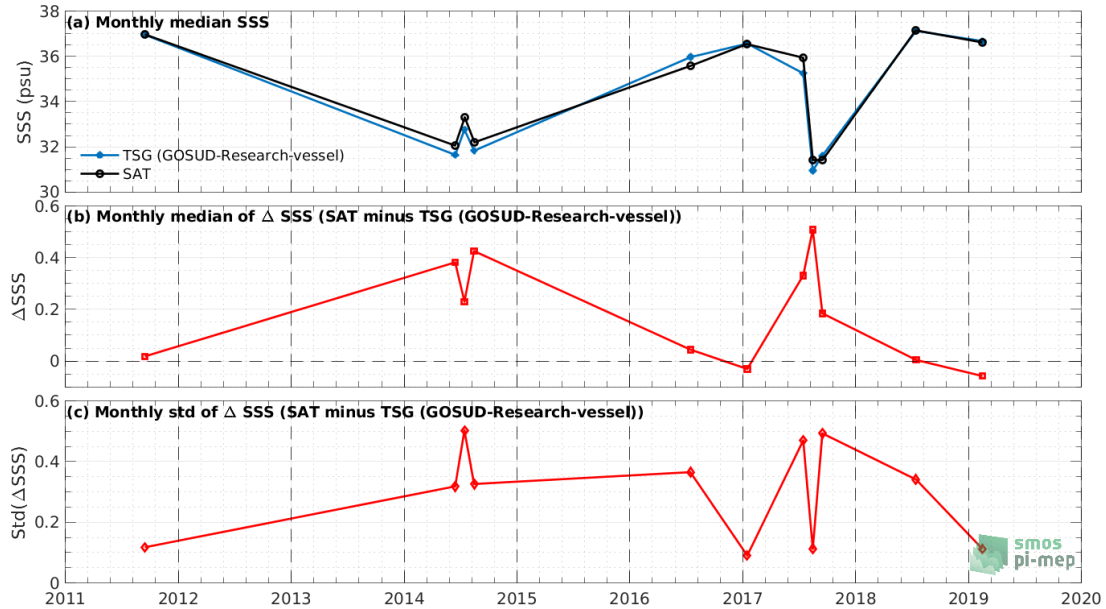 (a) Monthly median SSS
38
36
34
32
30
SSS (psu)
TSG (GOSUD-Research-vessel)
SAT
(b) Monthly median of Δ SSS (SAT minus TSG (GOSUD-Research-vessel))
0.6
0.4
0.2
0
ΔSSS
(c) Monthly std of Δ SSS (SAT minus TSG (GOSUD-Research-vessel))
0.6
0.4
0.2
0
Std(ΔSSS)
smos
pi-mep
2011 2012 2013 2014 2015 2016 2017 2018 2019 2020